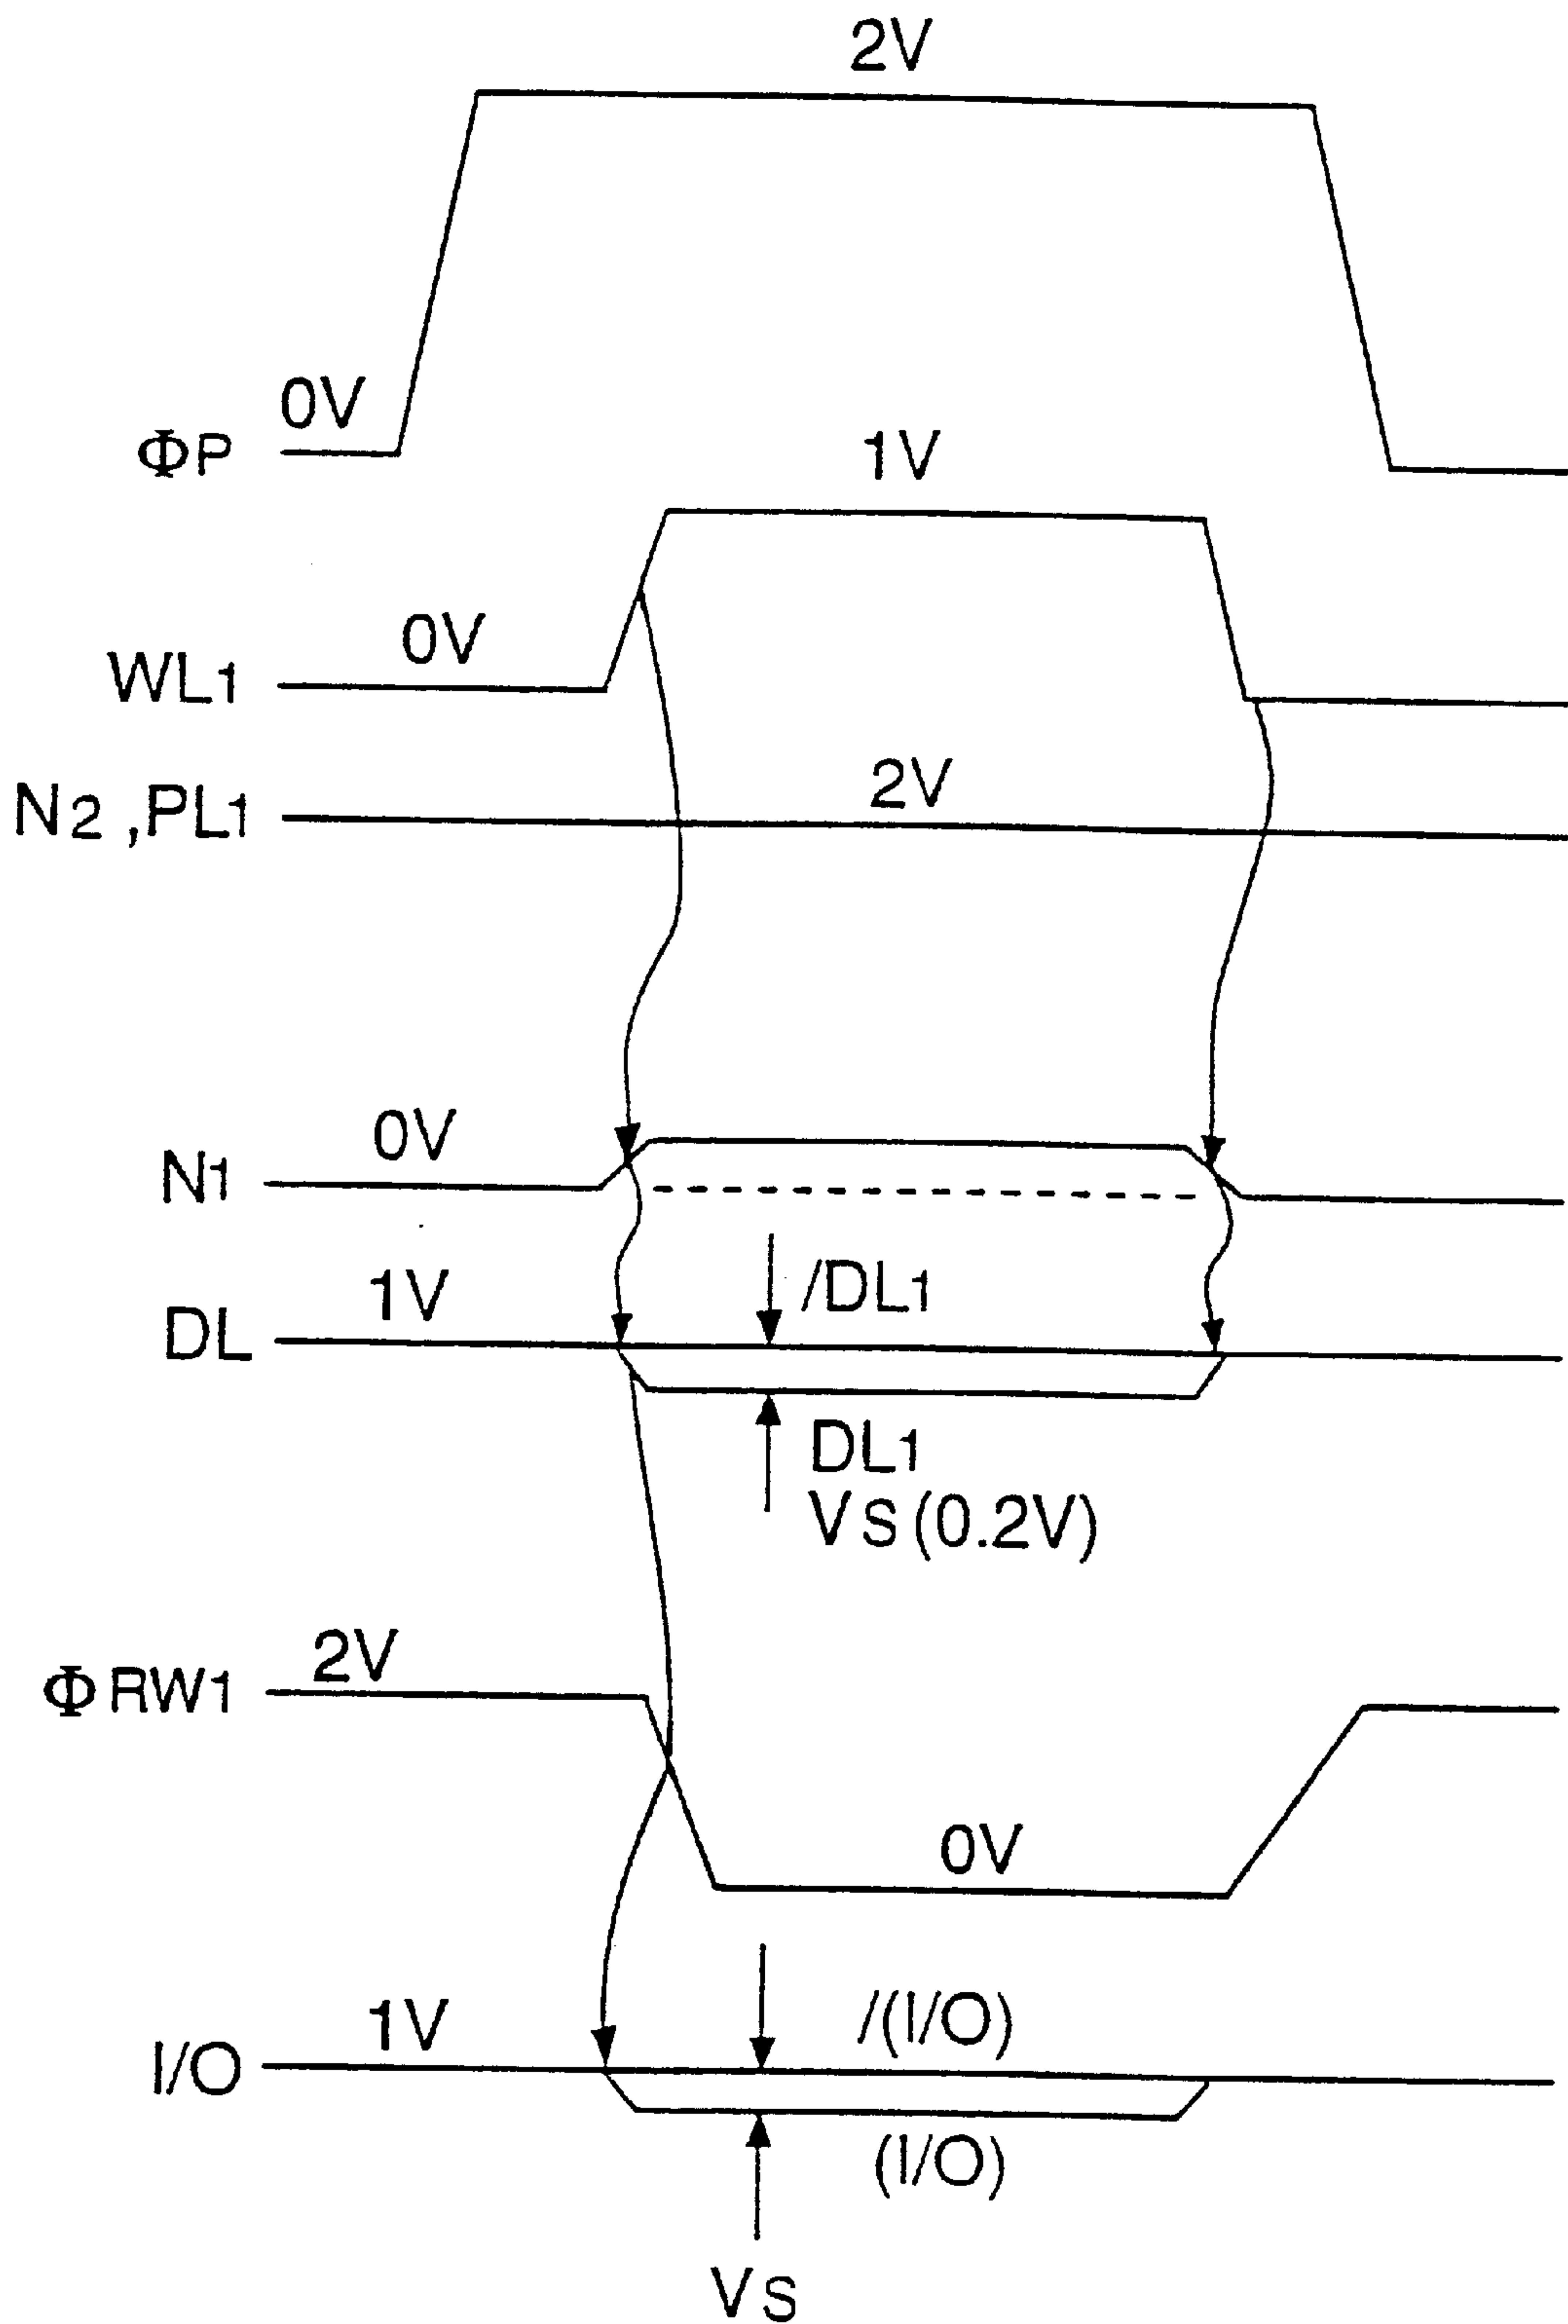 2V
0V
ΦP
1V
0V
WL1
2V
N2 ,PL1
0V
N1
1V
/DL1
DL
DL1
VS(0.2V)
2V
ΦRW1
0V
1V
/(I/O)
I/O
(I/O)
VS